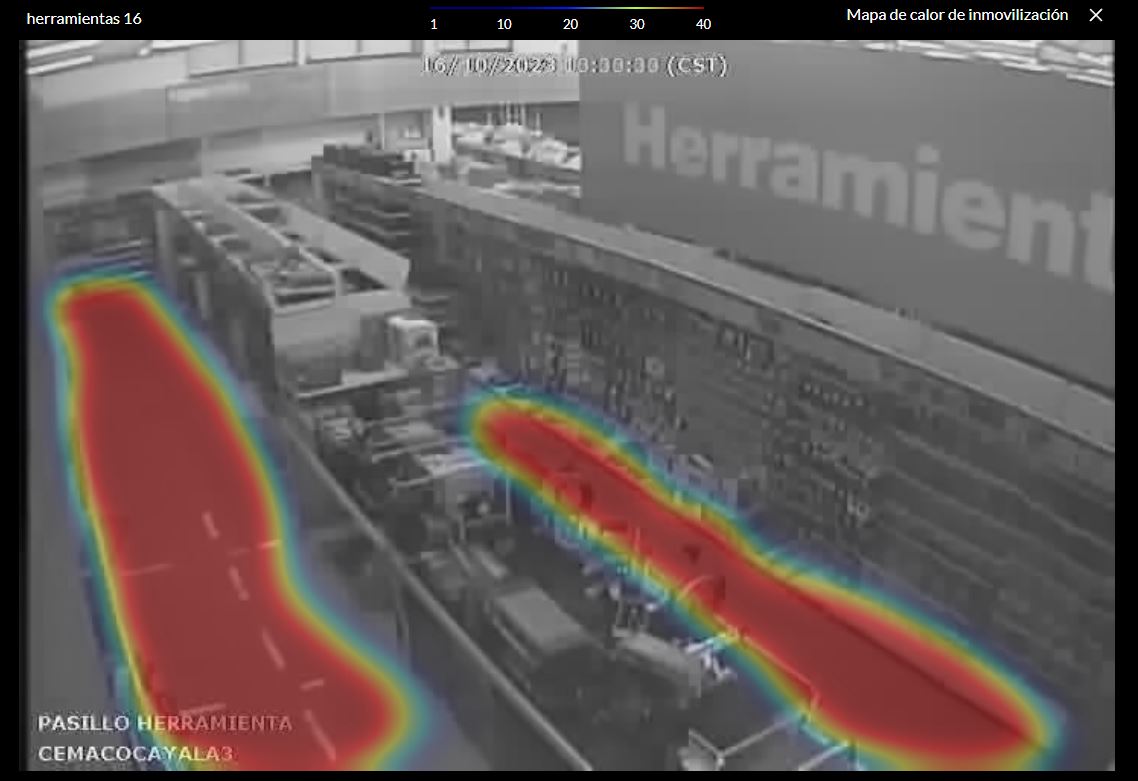 herramientas 16
1 10 20 30 40
Mapa de calor de inmovilización
16/10/2023 (CST)
Herramient
PASILLO HERRAMIENTA
CEMACOCAYALA3